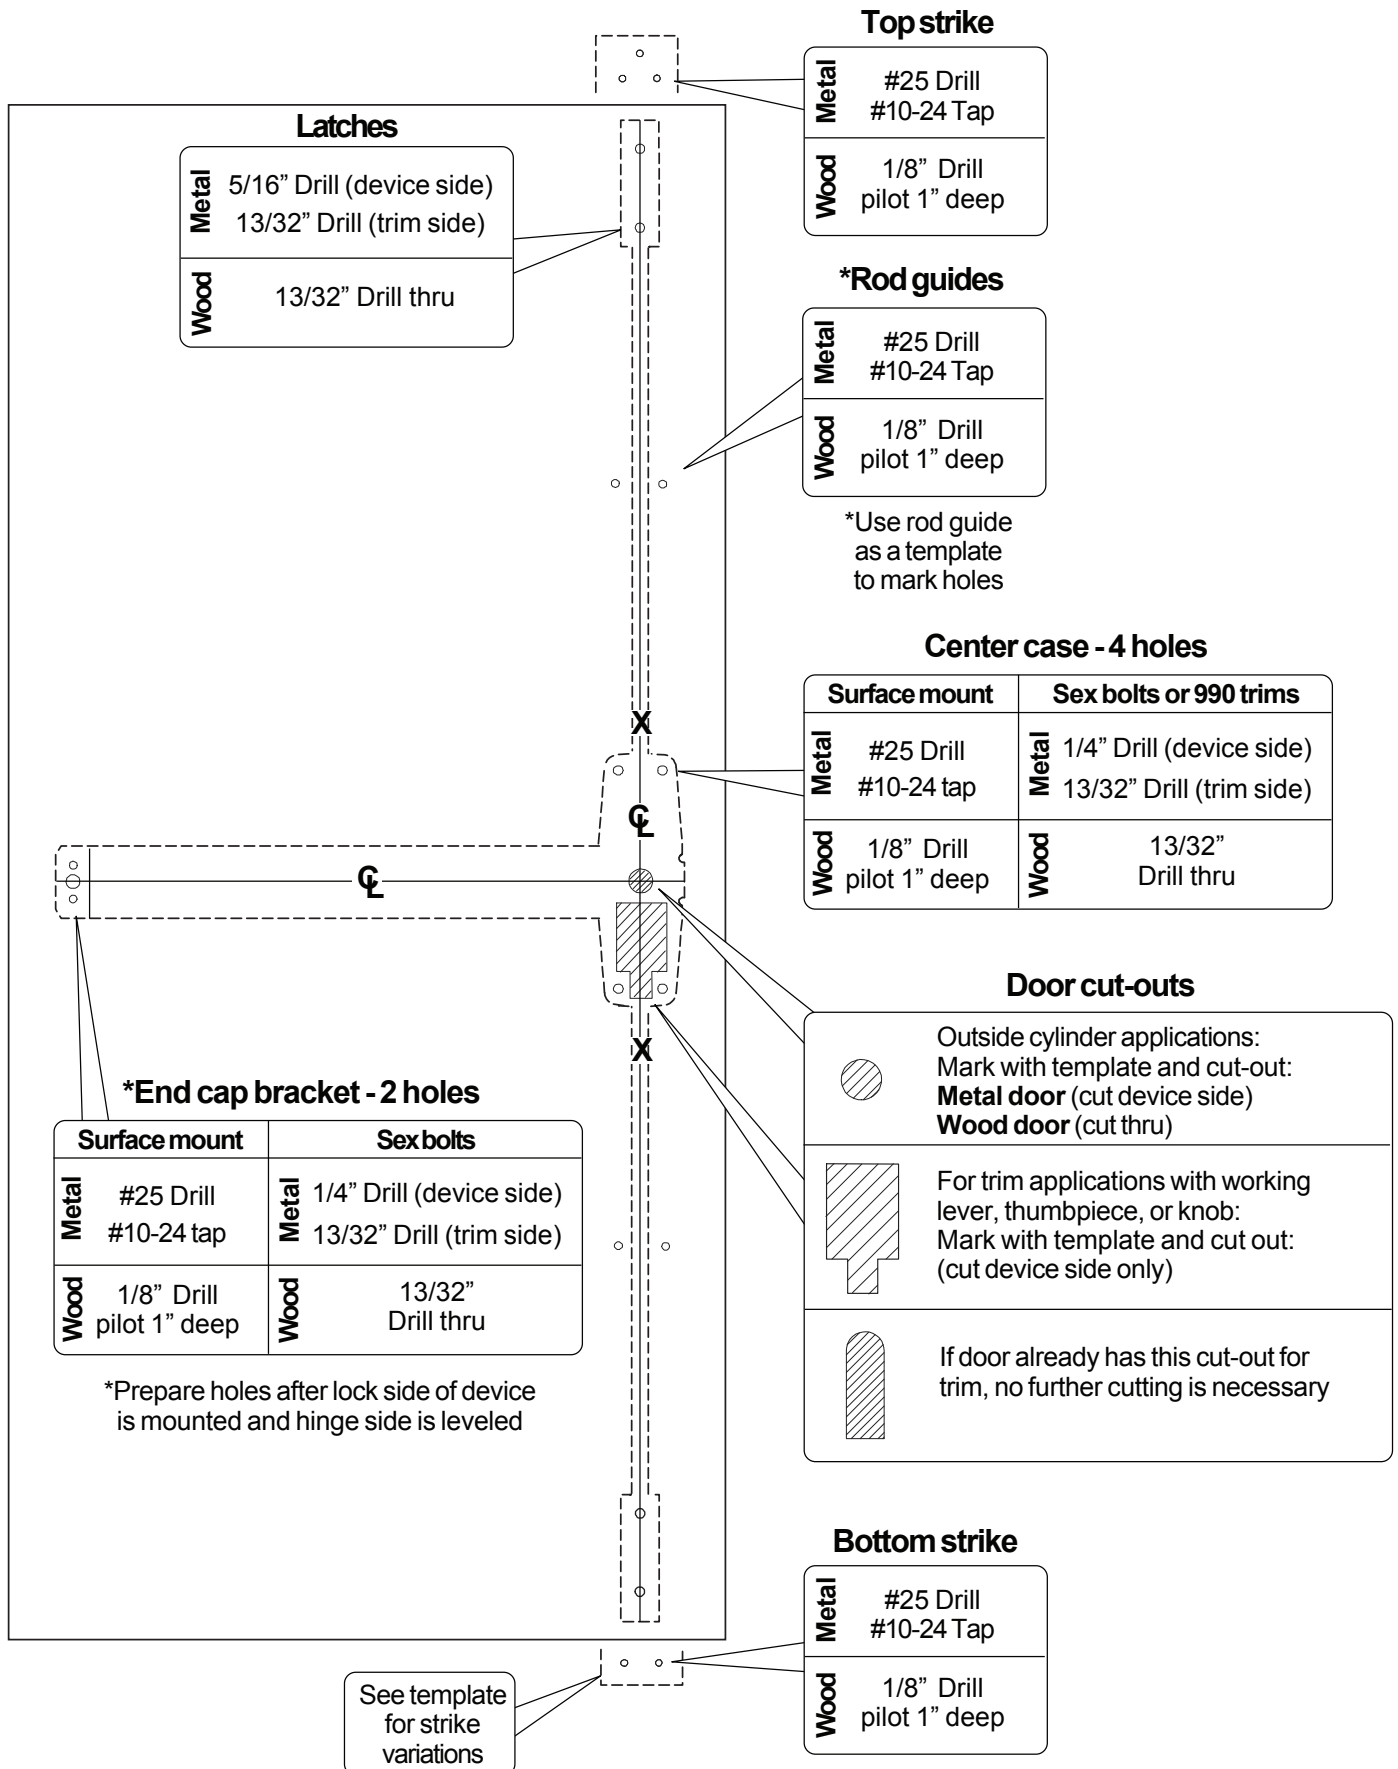 Top strike
Metal
#25 Drill
#10-24 Tap
Wood
1/8” Drill
pilot 1” deep
Latches
Metal
5/16” Drill (device side)
13/32” Drill (trim side)
Wood
13/32” Drill thru
*Rod guides
Metal
#25 Drill
#10-24 Tap
Wood
1/8” Drill
pilot 1” deep
*Use rod guide
as a template
to mark holes
X
Center case - 4 holes
Surface mount
Sex bolts or 990 trims
Metal
#25 Drill
#10-24 tap
Metal
1/4” Drill (device side)
13/32” Drill (trim side)
Wood
1/8” Drill
pilot 1” deep
Wood
13/32”
Drill thru
℄
℄
Door cut-outs
Outside cylinder applications:
Mark with template and cut-out:
Metal door (cut device side)
Wood door (cut thru)
For trim applications with working
lever, thumbpiece, or knob:
Mark with template and cut out:
(cut device side only)
If door already has this cut-out for
trim, no further cutting is necessary
X
*End cap bracket - 2 holes
Surface mount
Sex bolts
Metal
#25 Drill
#10-24 tap
Metal
1/4” Drill (device side)
13/32” Drill (trim side)
Wood
1/8” Drill
pilot 1” deep
Wood
13/32”
Drill thru
*Prepare holes after lock side of device
is mounted and hinge side is leveled
Bottom strike
Metal
#25 Drill
#10-24 Tap
Wood
1/8” Drill
pilot 1” deep
See template
for strike
variations